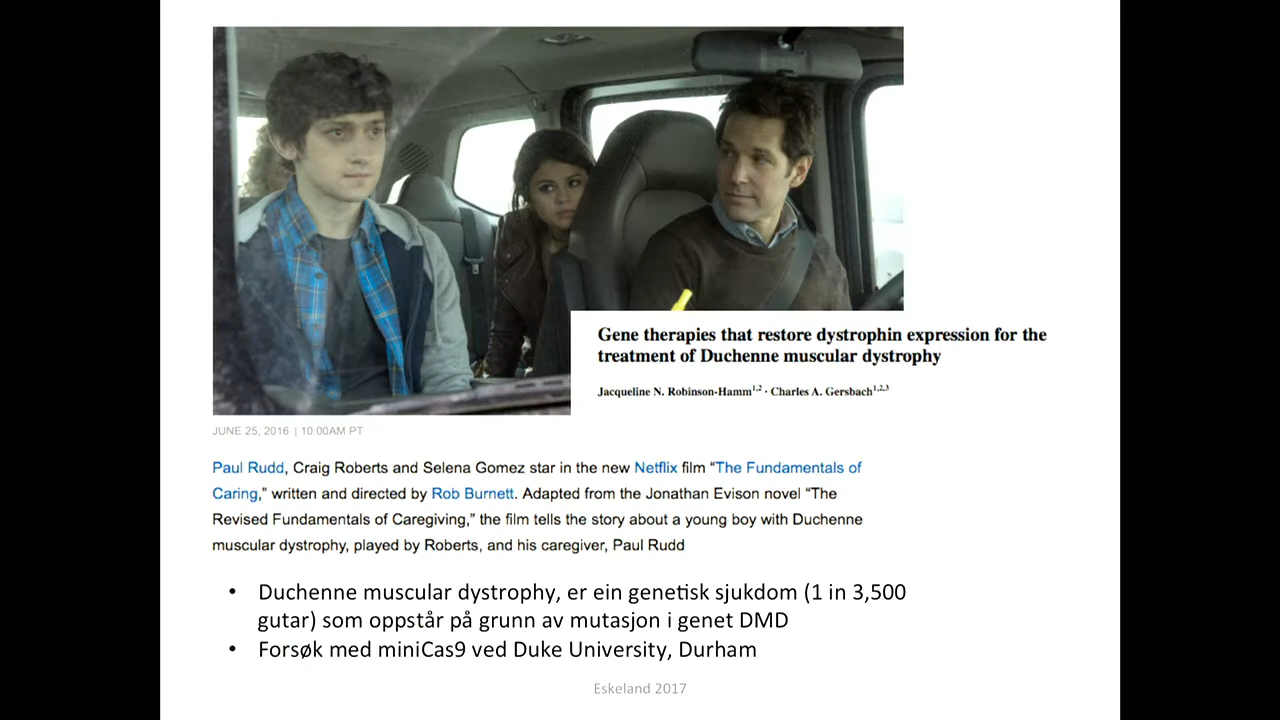 Gene therapies that restore dystrophin expression for the
treatment of Duchenne muscular dystrophy
Jacqueline N. Robinson-Hamm1,2 · Charles A. Gersbach1,2,3
JUNE 25, 2016 | 10:00AM PT
Paul Rudd, Craig Roberts and Selena Gomez star in the new Netflix film “The Fundamentals of
Caring,” written and directed by Rob Burnett. Adapted from the Jonathan Evison novel “The
Revised Fundamentals of Caregiving,” the film tells the story about a young boy with Duchenne
muscular dystrophy, played by Roberts, and his caregiver, Paul Rudd
• Duchenne muscular dystrophy, er ein genetisk sjukdom (1 in 3,500
gutar) som oppstår på grunn av mutasjon i genet DMD
• Forsøk med miniCas9 ved Duke University, Durham
Eskeland 2017